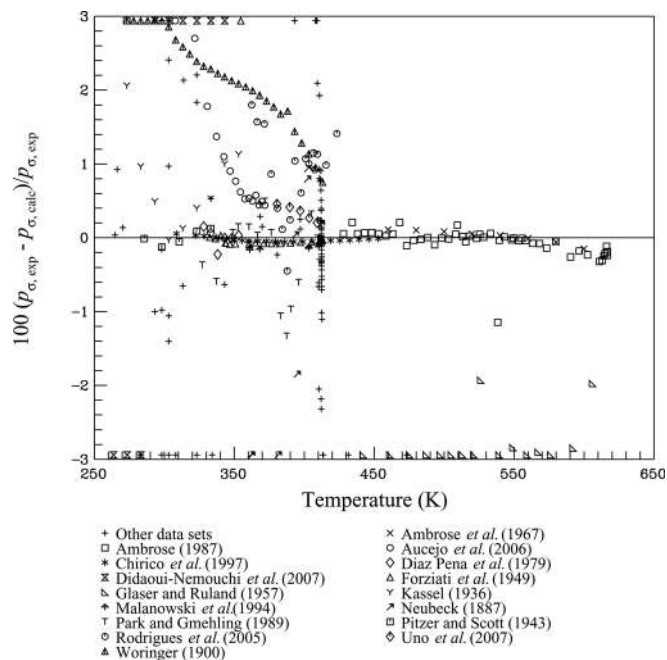 3
2
1
0
-1
-2
-3
100 (pσ, exp - pσ, calc)/pσ, exp
250 350 450 550 650
Temperature (K)
Other data sets
Ambrose (1987)
Chirico et al. (1997)
Didaoui-Nemouchi et al. (2007)
Glaser and Ruland (1957)
Malanowski et al.(1994)
Park and Gmehling (1989)
Rodrigues et al. (2005)
Woringer (1900)
Ambrose et al. (1967)
Aucejo et al. (2006)
Diaz Pena et al. (1979)
Forziati et al. (1949)
Kassel (1936)
Neubeck (1887)
Pitzer and Scott (1943)
Uno et al. (2007)